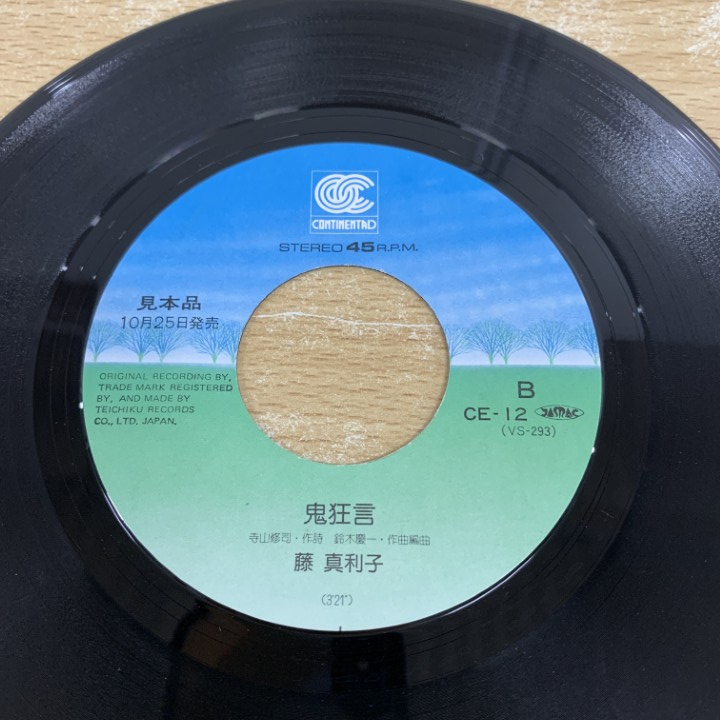 CONTINENTAL
STEREO 45 R.P.M.
見本品
10月25日発売
ORIGINAL RECORDING BY,
TRADE MARK REGISTERED
BY, AND MADE BY
TEICHIKU RECORDS
CO., LTD. JAPAN.
B
CE-12 JASRAC
(VS-293)
鬼狂言
寺山修司・作詩 鈴木慶一・作曲編曲
藤 真利子
(3'21")